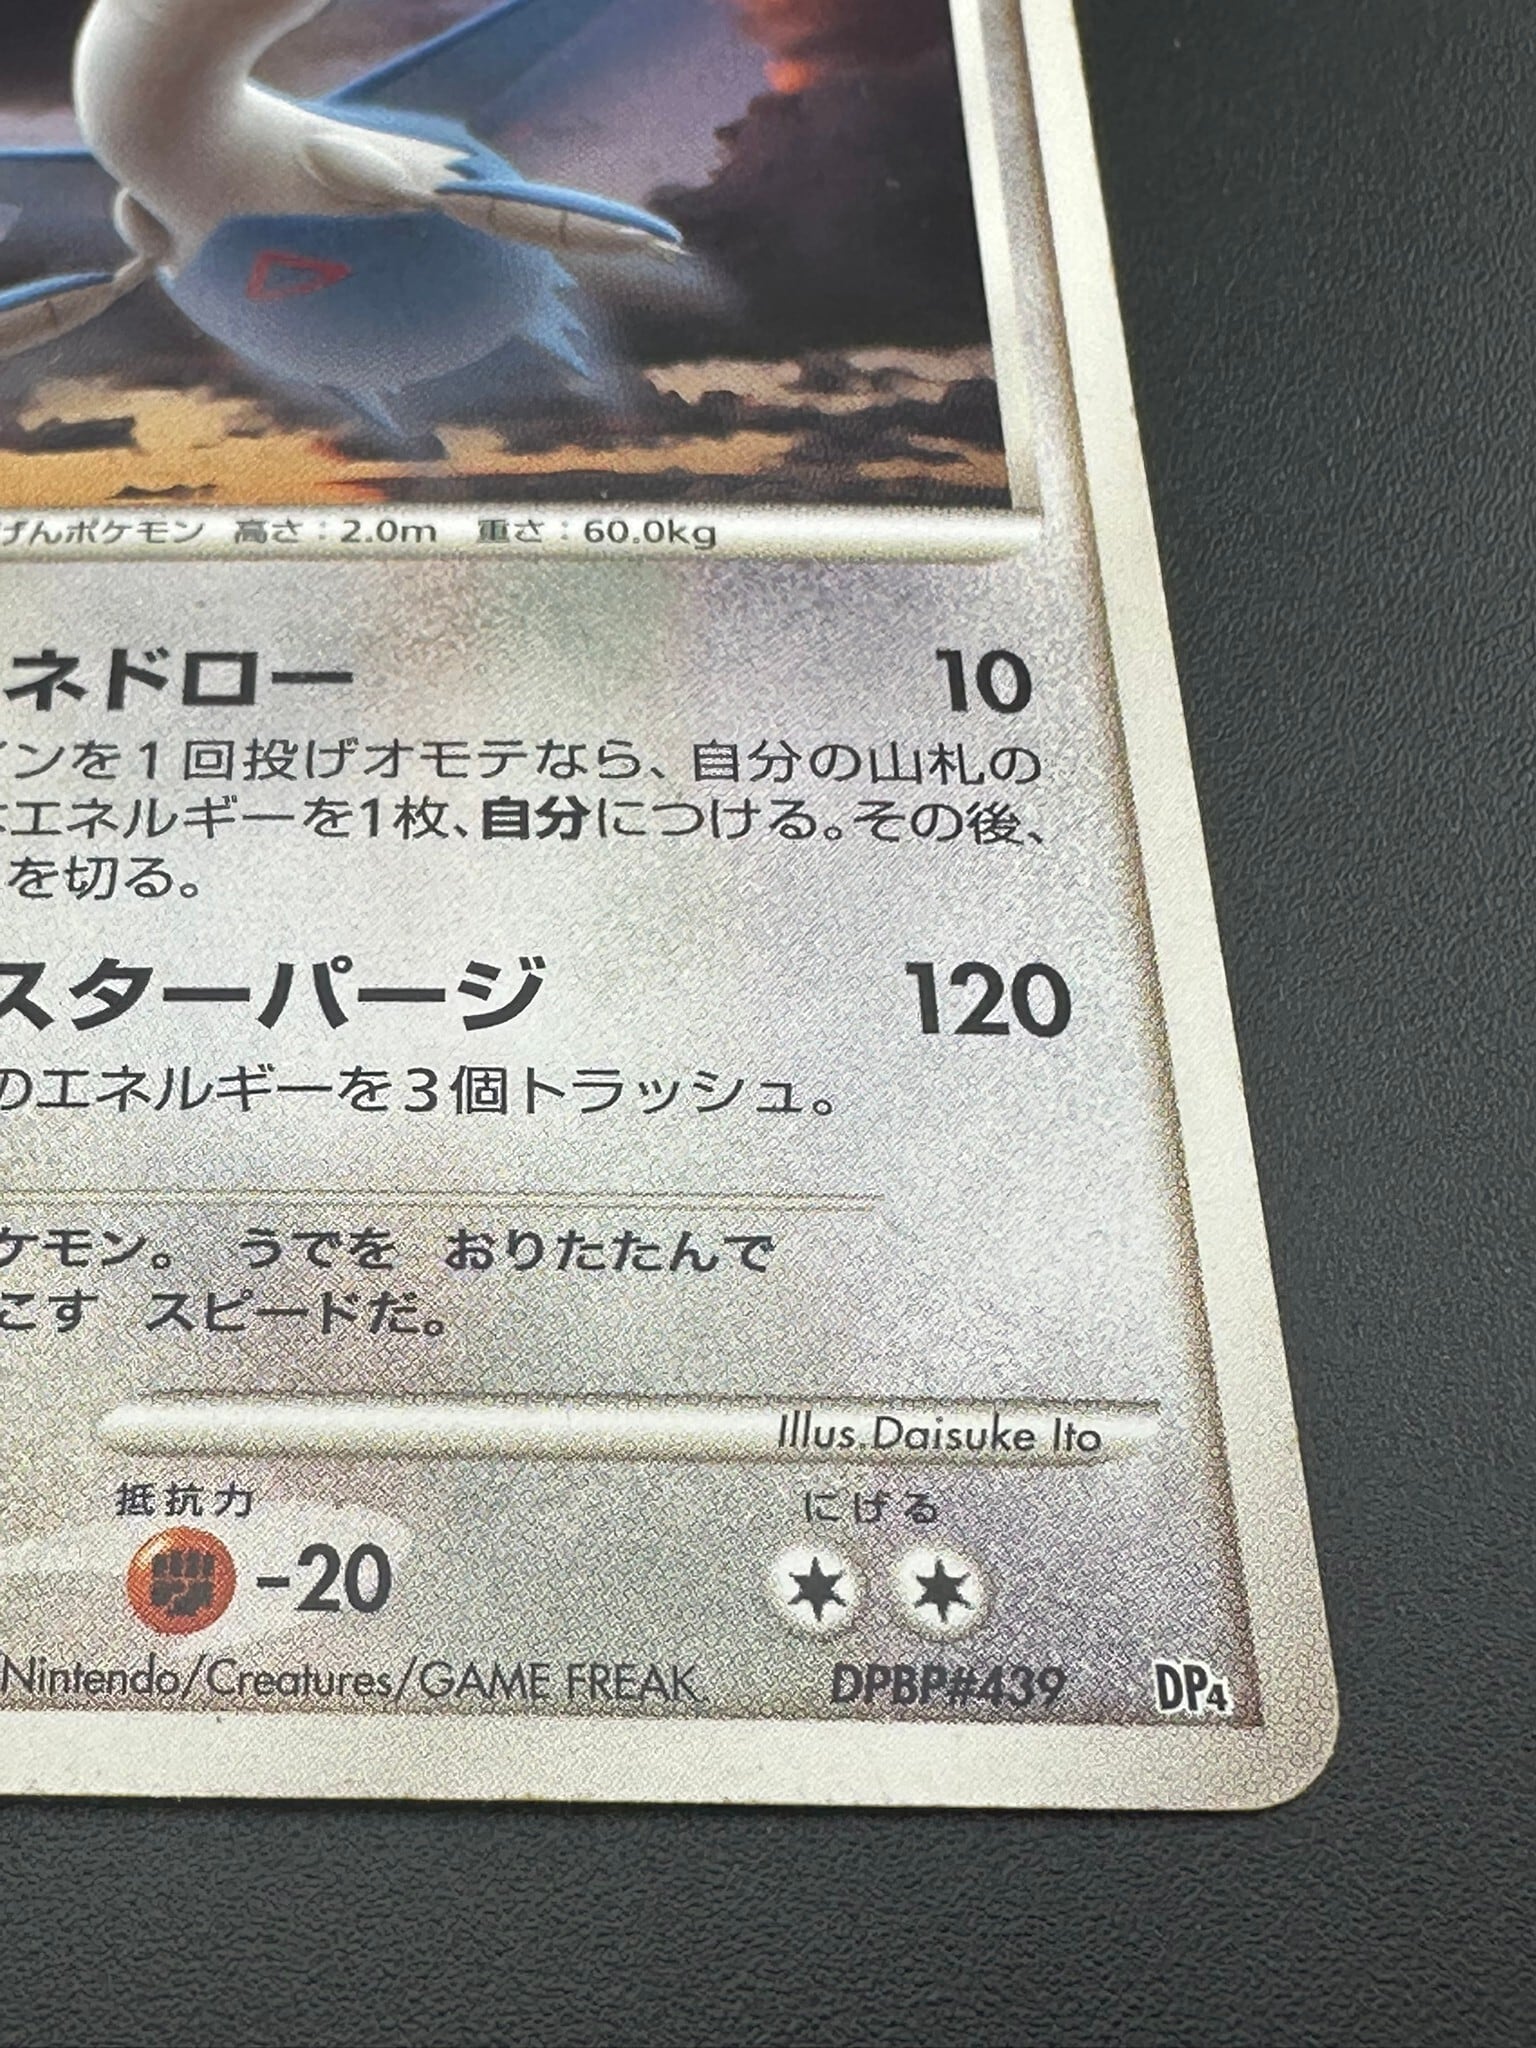 げんポケモン 高さ：2.0m 重さ：60.0kg
ネドロー 10
インを1回投げオモテなら、自分の山札の
エネルギーを1枚、自分につける。その後、
を切る。
スターパージ 120
のエネルギーを3個トラッシュ。
ケモン。 うでを おりたたんで
こす スピードだ。
Illus.Daisuke Ito
抵抗力 にげる
-20
Nintendo/Creatures/GAME FREAK. DPBP#439 DP4